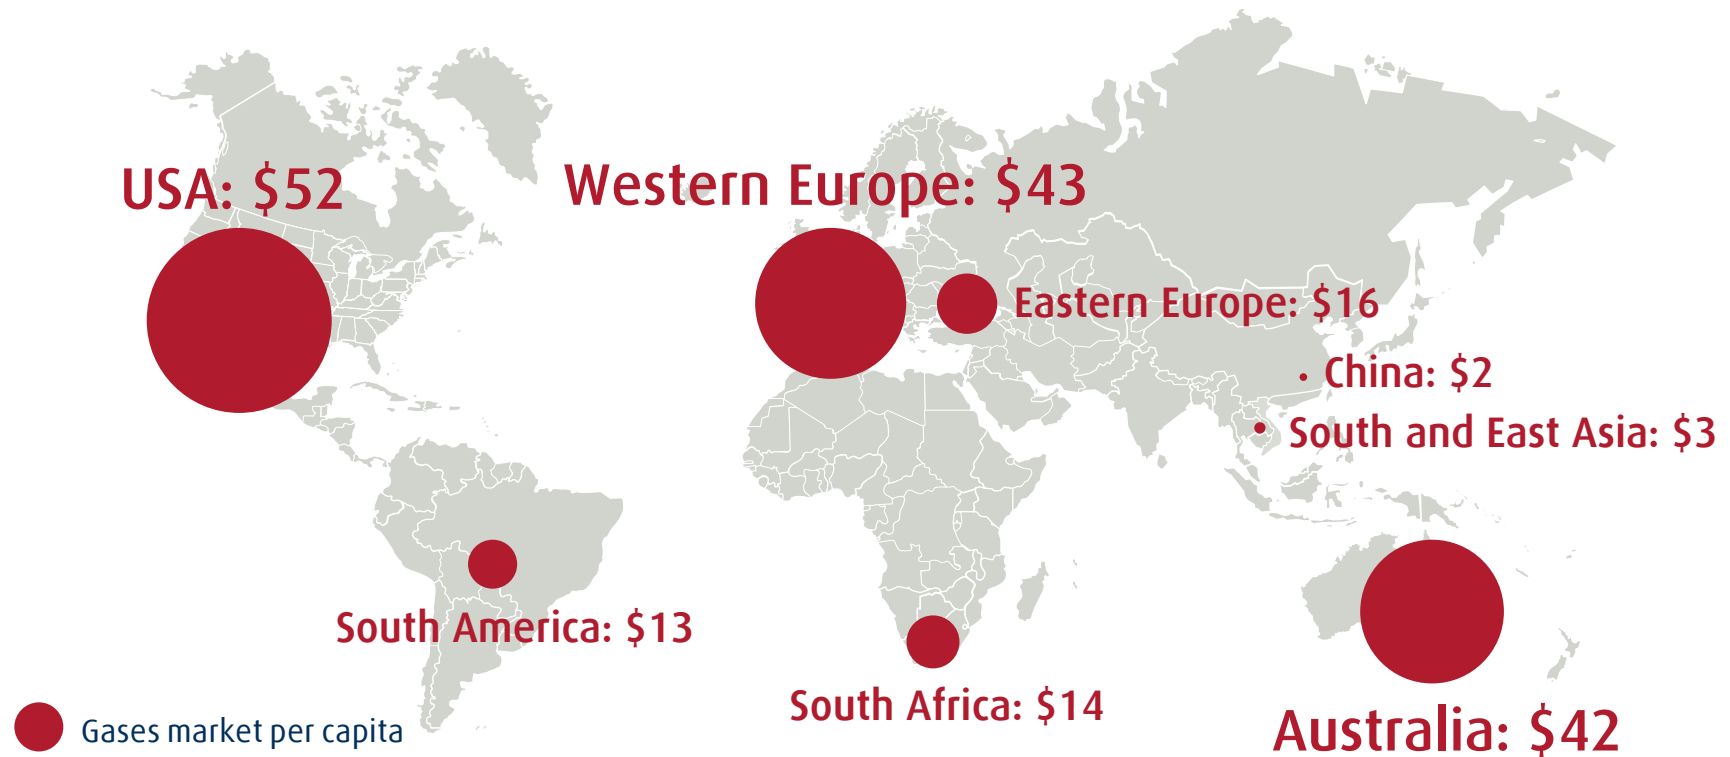 USA: $52
Western Europe: $43
Eastern Europe: $16
China: $2
South and East Asia: $3
South America: $13
South Africa: $14
Australia: $42
Gases market per capita